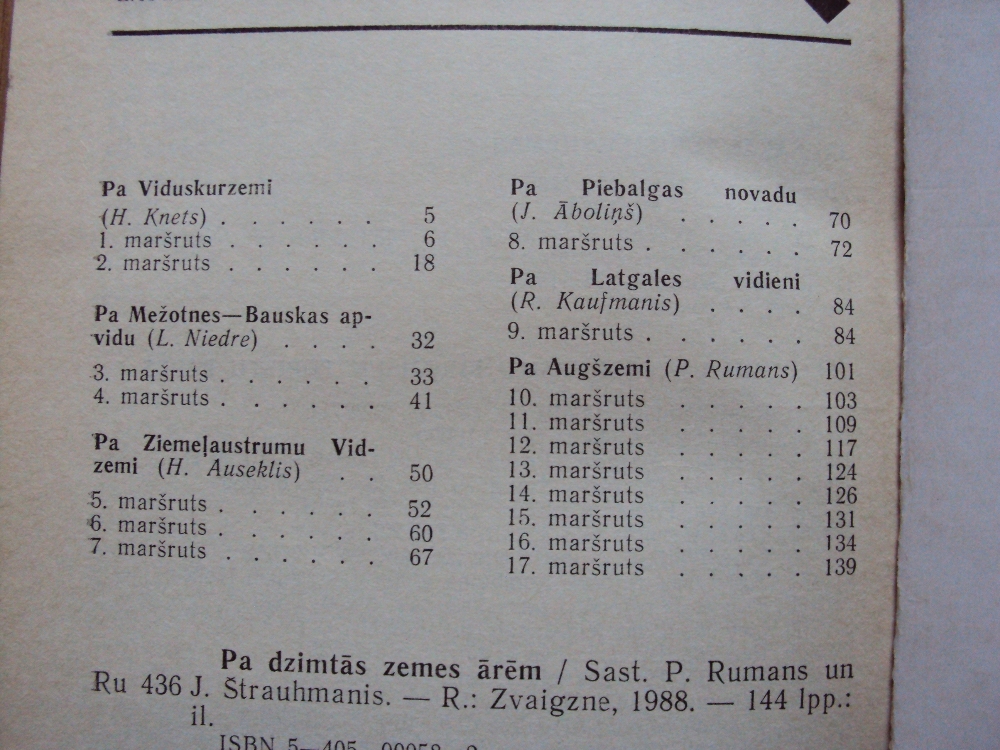 Pa Viduskurzemi
(H. Knets) . . . . . . 5
1. maršruts . . . . . . 6
2. maršruts . . . . . . 18
Pa Mežotnes—Bauskas ap-
vidu (L. Niedre) . . . . 32
3. maršruts . . . . . . 33
4. maršruts . . . . . . 41
Pa Ziemeļaustrumu Vid-
zemi (H. Auseklis) . . 50
5. maršruts . . . . . . 52
6. maršruts . . . . . . 60
7. maršruts . . . . . . 67
Pa Piebalgas novadu
(J. Āboliņš) . . . . . 70
8. maršruts . . . . . . 72
Pa Latgales vidieni
(R. Kaufmanis) . . . . 84
9. maršruts . . . . . . 84
Pa Augšzemi (P. Rumans) 101
10. maršruts . . . . . 103
11. maršruts . . . . . 109
12. maršruts . . . . . 117
13. maršruts . . . . . 124
14. maršruts . . . . . 126
15. maršruts . . . . . 131
16. maršruts . . . . . 134
17. maršruts . . . . . 139
Pa dzimtās zemes ārēm / Sast. P. Rumans un
Ru 436 J. Štrauhmanis. — R.: Zvaigzne, 1988. — 144 lpp.:
il.
ISBN 5—405—00058—2